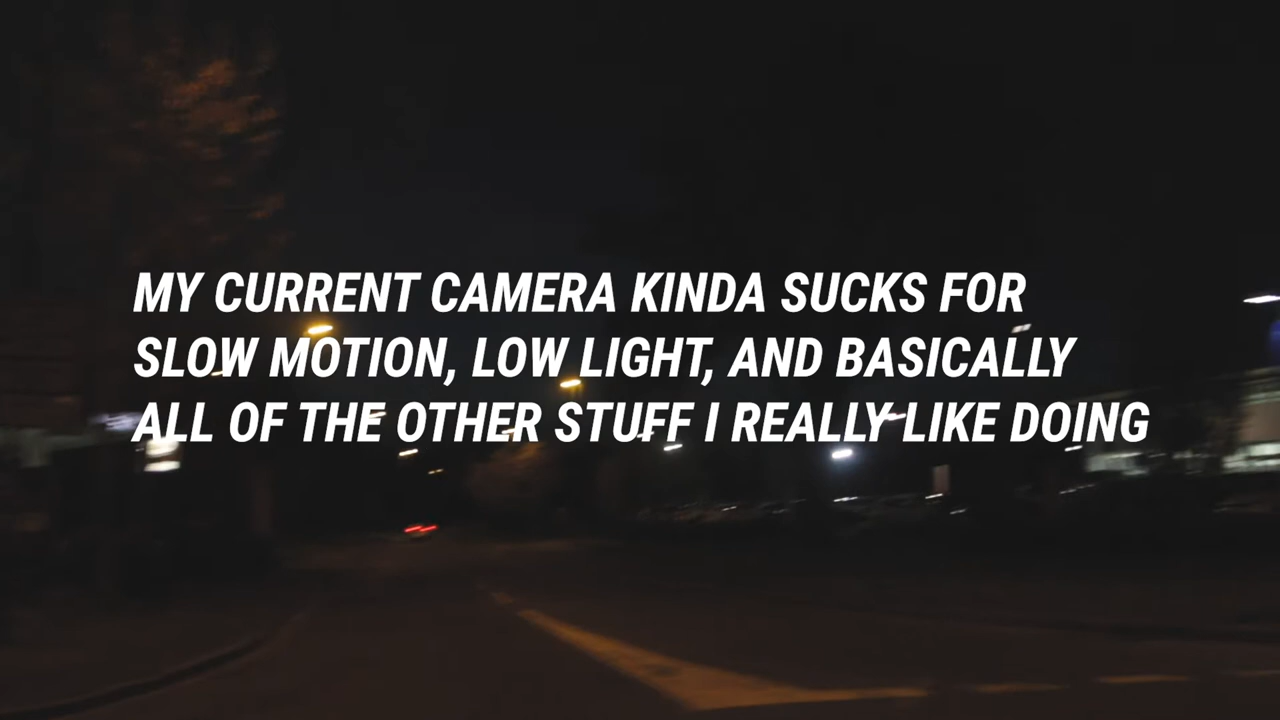 MY CURRENT CAMERA KINDA SUCKS FOR
SLOW MOTION, LOW LIGHT, AND BASICALLY
ALL OF THE OTHER STUFF I REALLY LIKE DOING